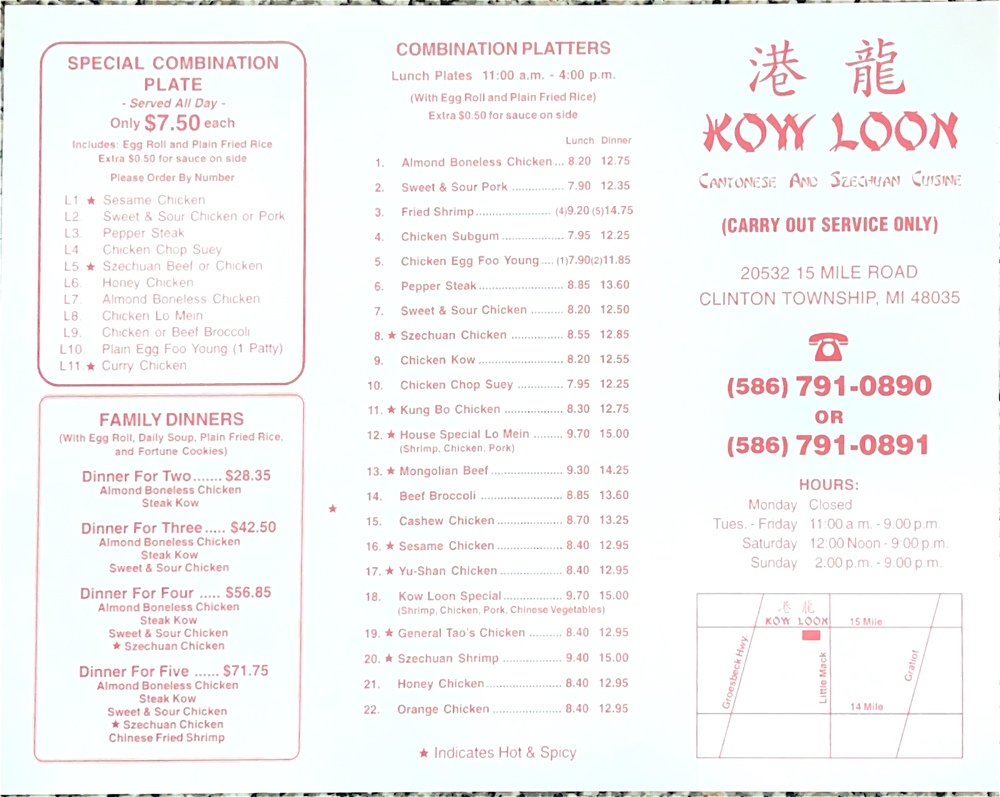 SPECIAL COMBINATION
PLATE
- Served All Day -
Only $7.50 each
Includes: Egg Roll and Plain Fried Rice
Extra $0.50 for sauce on side
Please Order By Number
L1. ★ Sesame Chicken
L2. Sweet & Sour Chicken or Pork
L3. Pepper Steak
L4 Chicken Chop Suey
L5. ★ Szechuan Beef or Chicken
L6. Honey Chicken
L7. Almond Boneless Chicken
L8. Chicken Lo Mein
L9. Chicken or Beef Broccoli
L10. Plain Egg Foo Young (1 Patty)
L11. ★ Curry Chicken
FAMILY DINNERS
(With Egg Roll, Daily Soup, Plain Fried Rice,
and Fortune Cookies)
Dinner For Two....... $28.35
Almond Boneless Chicken
Steak Kow
Dinner For Three..... $42.50
Almond Boneless Chicken
Steak Kow
Sweet & Sour Chicken
Dinner For Four ..... $56.85
Almond Boneless Chicken
Steak Kow
Sweet & Sour Chicken
★ Szechuan Chicken
Dinner For Five ...... $71.75
Almond Boneless Chicken
Steak Kow
Sweet & Sour Chicken
★ Szechuan Chicken
Chinese Fried Shrimp
COMBINATION PLATTERS
Lunch Plates 11:00 a.m. - 4:00 p.m.
(With Egg Roll and Plain Fried Rice)
Extra $0.50 for sauce on side
Lunch Dinner
1. Almond Boneless Chicken... 8.20 12.75
2. Sweet & Sour Pork ............... 7.90 12.35
3. Fried Shrimp..................... (4)9.20 (5)14.75
4. Chicken Subgum ................. 7.95 12.25
5. Chicken Egg Foo Young.... (1)7.90(2)11.85
6. Pepper Steak....................... 8.85 13.60
7. Sweet & Sour Chicken ......... 8.20 12.50
8. ★ Szechuan Chicken .............. 8.55 12.85
9. Chicken Kow ....................... 8.20 12.55
10. Chicken Chop Suey ............. 7.95 12.25
11. ★ Kung Bo Chicken ................ 8.30 12.75
12. ★ House Special Lo Mein ........ 9.70 15.00
(Shrimp, Chicken, Pork)
13. ★ Mongolian Beef.................... 9.30 14.25
14. Beef Broccoli ...................... 8.85 13.60
★
15. Cashew Chicken.................. 8.70 13.25
16. ★ Sesame Chicken.................. 8.40 12.95
17. ★ Yu-Shan Chicken ................. 8.40 12.95
18. Kow Loon Special................ 9.70 15.00
(Shrimp, Chicken, Pork, Chinese Vegetables)
19. ★ General Tao's Chicken ......... 8.40 12.95
20. ★ Szechuan Shrimp ................ 9.40 15.00
21. Honey Chicken.................... 8.40 12.95
22. Orange Chicken ................... 8.40 12.95
★ Indicates Hot & Spicy
港 龍
KOW LOON
CANTONESE AND SZECHUAN CUISINE
(CARRY OUT SERVICE ONLY)
20532 15 MILE ROAD
CLINTON TOWNSHIP, MI 48035
(586) 791-0890
OR
(586) 791-0891
HOURS:
Monday Closed
Tues. - Friday 11:00 a.m. - 9:00 p.m
Saturday 12:00 Noon - 9:00 p.m.
Sunday 2:00 p.m. - 9:00 p.m.
港 龍
KOW LOON
15 Mile
Groesbeck Hwy
Little Mack
Gratiot
14 Mile